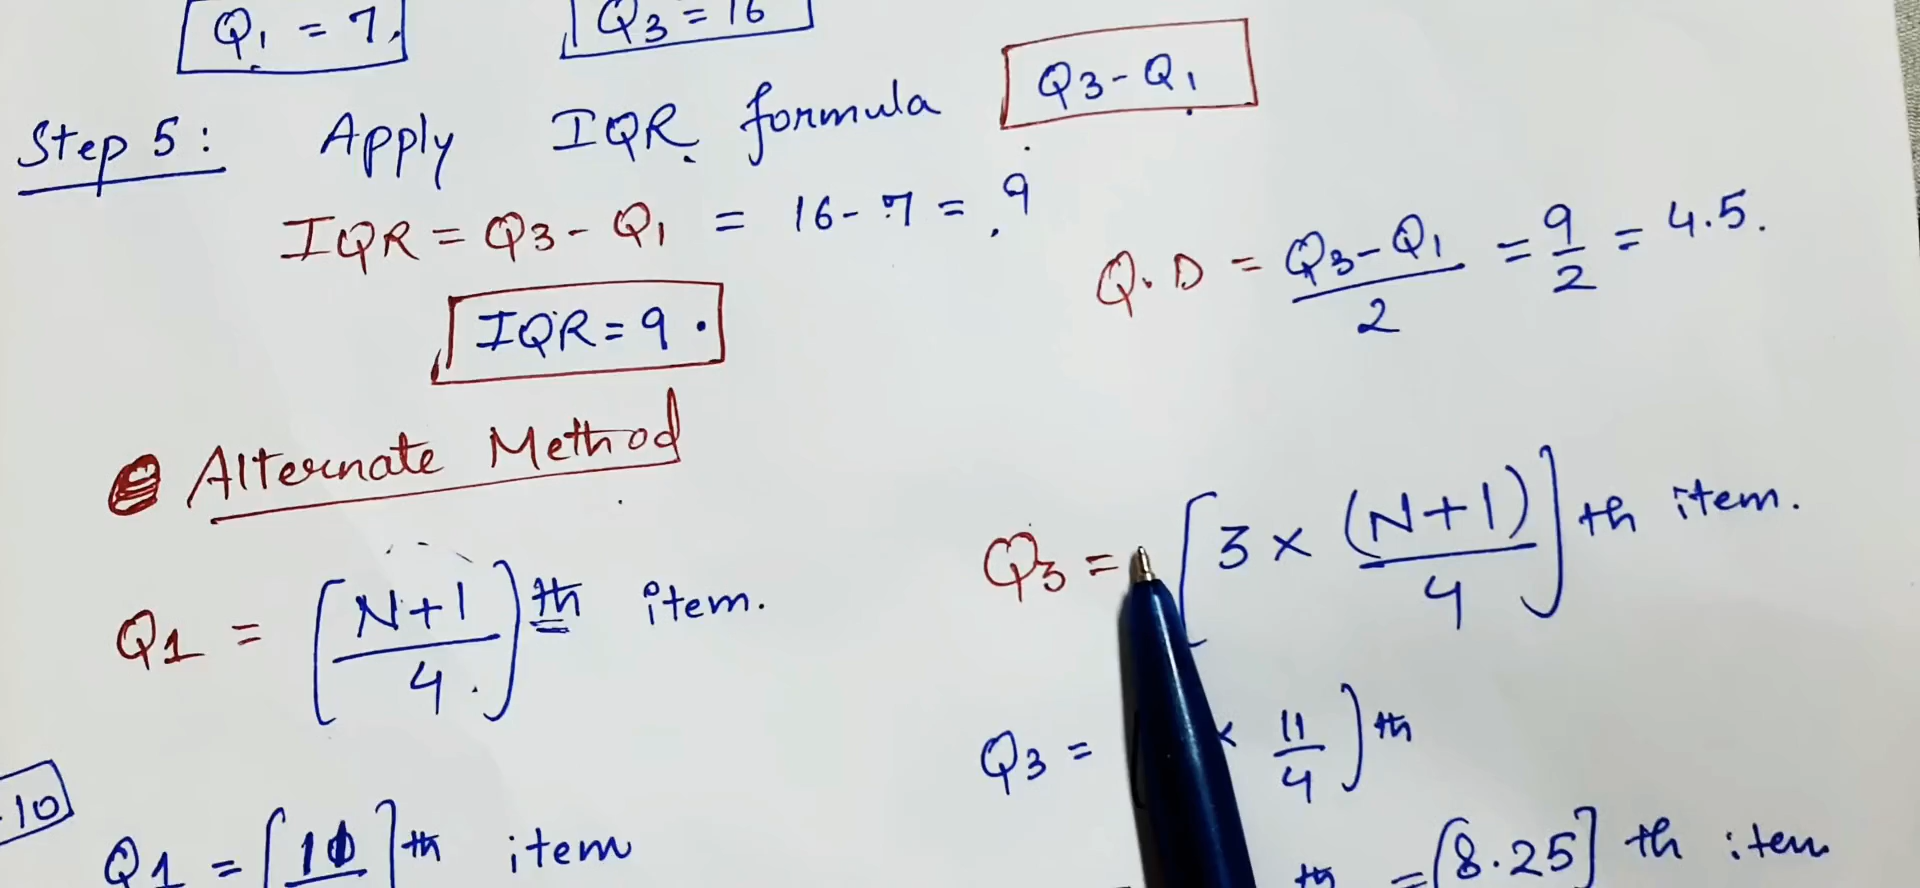 Q1 = 7.
Q3 = 16
Step 5: Apply IQR formula Q3 - Q1
IQR = Q3 - Q1 = 16 - 7 = 9
Q.D = Q3 - Q1 / 2 = 9/2 = 4.5.
IQR = 9.
Alternate Method
Q1 = [N+1 / 4]th item.
Q3 = [3 × (N+1) / 4]th item.
Q3 = × 11/4]th
10
Q1 = [11]th item
th = [8.25]th item